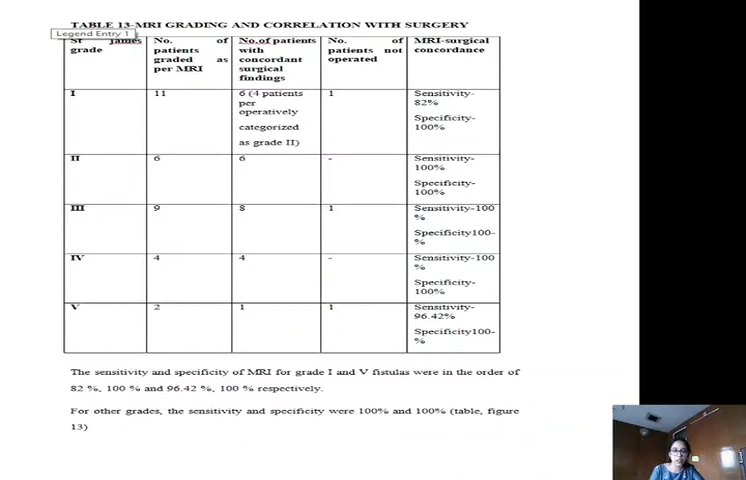 TABLE 13-MRI GRADING AND CORRELATION WITH SURGERY
Legend Entry 1
St james grade
No. of patients graded as per MRI
No.of patients with concordant surgical findings
No. of patients not operated
MRI-surgical concordance
I
11
6 (4 patients per operatively categorized as grade II)
1
Sensitivity-82%
Specificity-100%
II
6
6
-
Sensitivity-100%
Specificity-100%
III
9
8
1
Sensitivity-100 %
Specificity100-%
IV
4
4
-
Sensitivity-100 %
Specificity-100%
V
2
1
1
Sensitivity-96.42%
Specificity100-%
The sensitivity and specificity of MRI for grade I and V fistulas were in the order of
82 %, 100 % and 96.42 %, 100 % respectively.
For other grades, the sensitivity and specificity were 100% and 100% (table, figure
13)